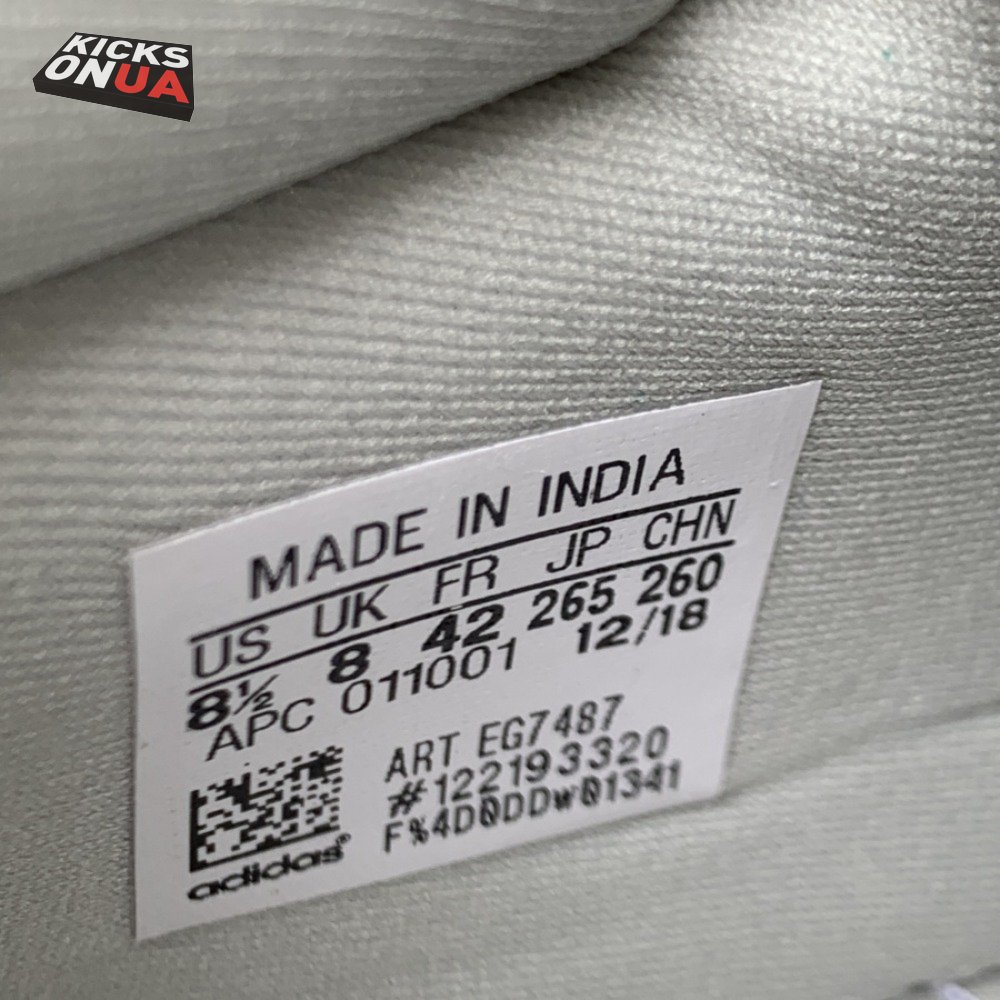 KICKS
ONUA
MADE IN INDIA
US UK FR JP CHN
8½ 8 42 265 260
APC 011001 12/18
ART EG7487
#122193320
F%4D0DDw01341
adidas®